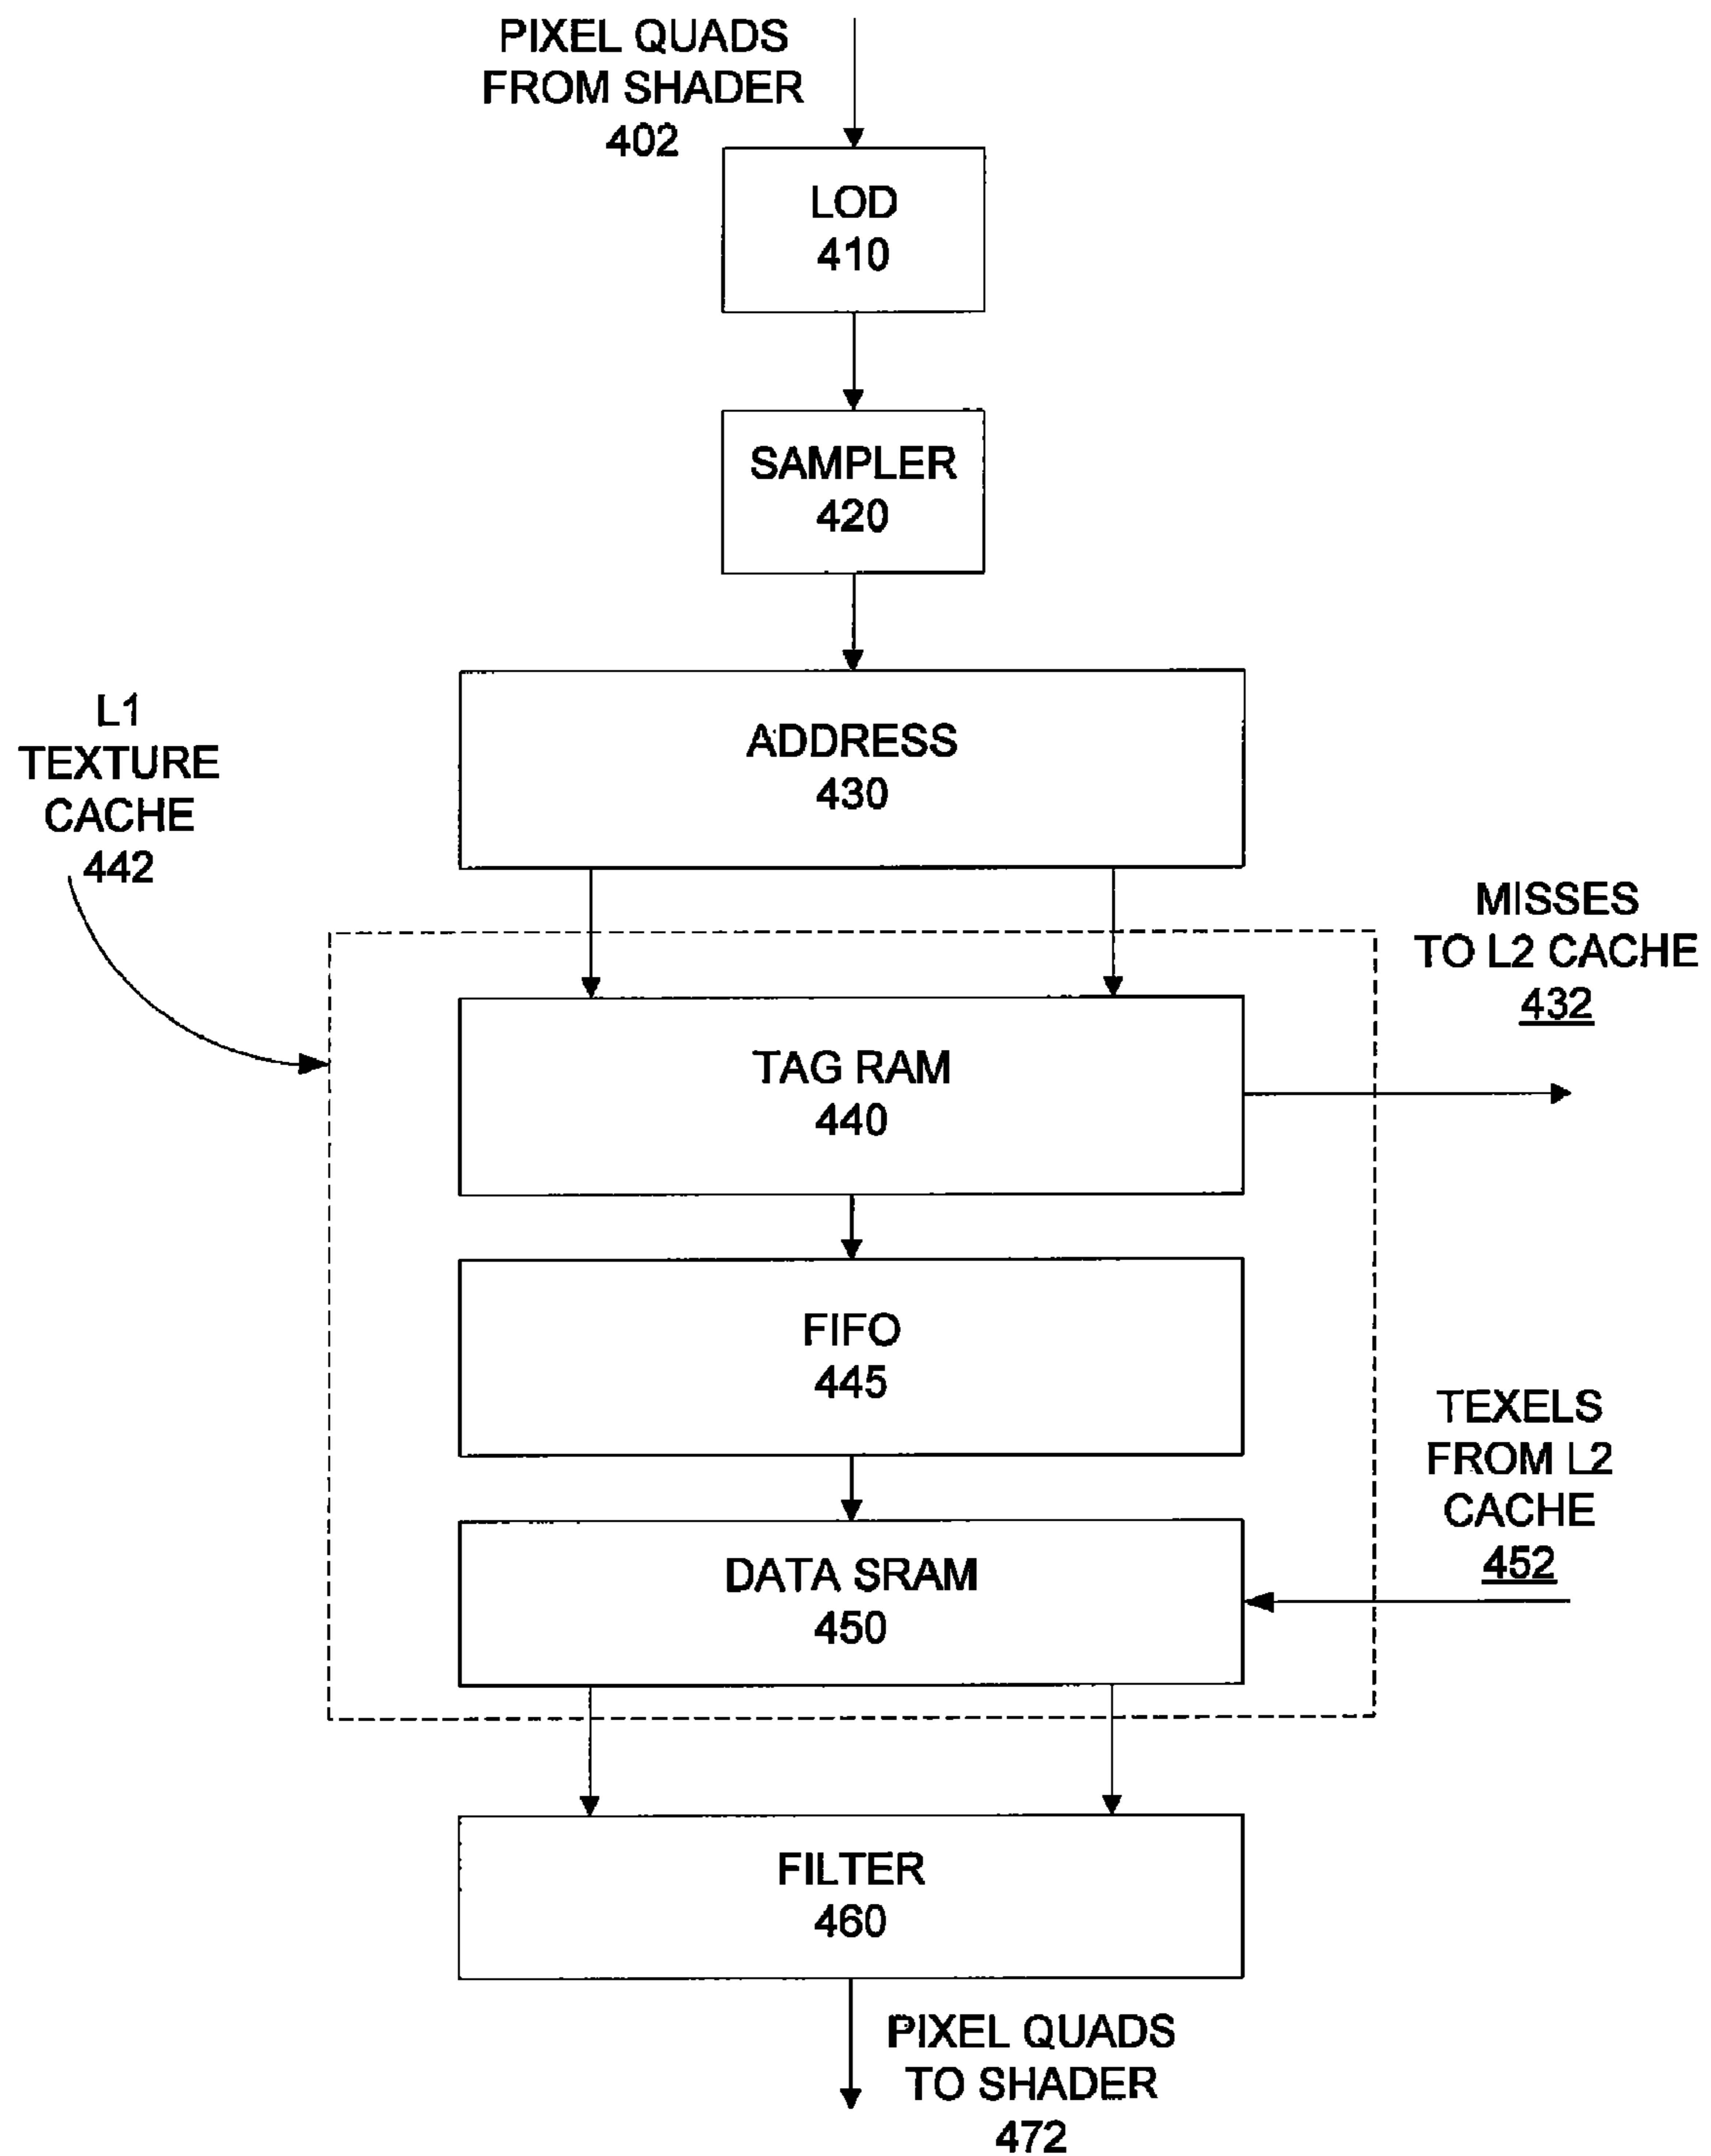 PIXEL QUADS
FROM SHADER
402
LOD
410
SAMPLER
420
L1
TEXTURE
CACHE
442
ADDRESS
430
MISSES
TO L2 CACHE
432
TAG RAM
440
FIFO
445
TEXELS
FROM L2
CACHE
452
DATA SRAM
450
FILTER
460
PIXEL QUADS
TO SHADER
472